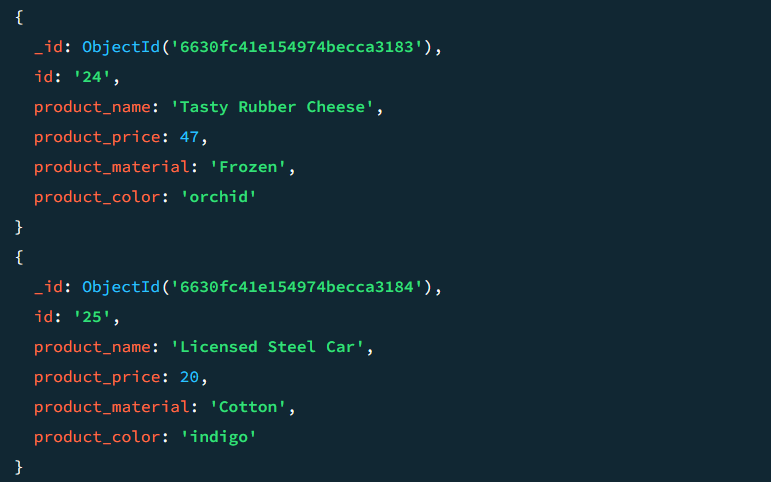 {
  _id: ObjectId('6630fc41e154974becca3183'),
  id: '24',
  product_name: 'Tasty Rubber Cheese',
  product_price: 47,
  product_material: 'Frozen',
  product_color: 'orchid'
}
{
  _id: ObjectId('6630fc41e154974becca3184'),
  id: '25',
  product_name: 'Licensed Steel Car',
  product_price: 20,
  product_material: 'Cotton',
  product_color: 'indigo'
}